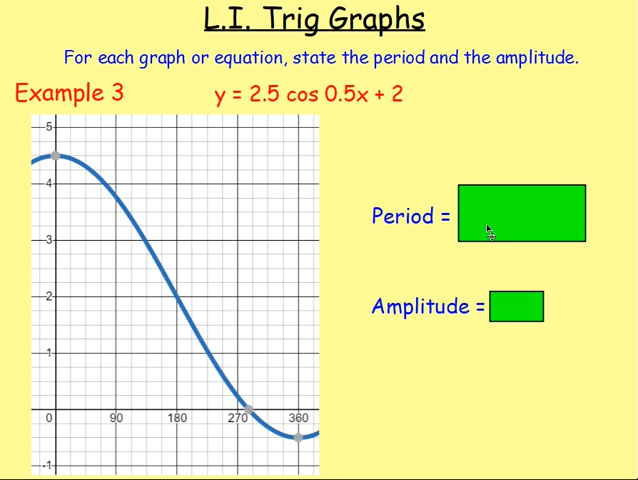 L.I. Trig Graphs
For each graph or equation, state the period and the amplitude.
Example 3
y = 2.5 cos 0.5x + 2
5
4
3
2
1
0 90 180 270 360
-1
Period =
Amplitude =